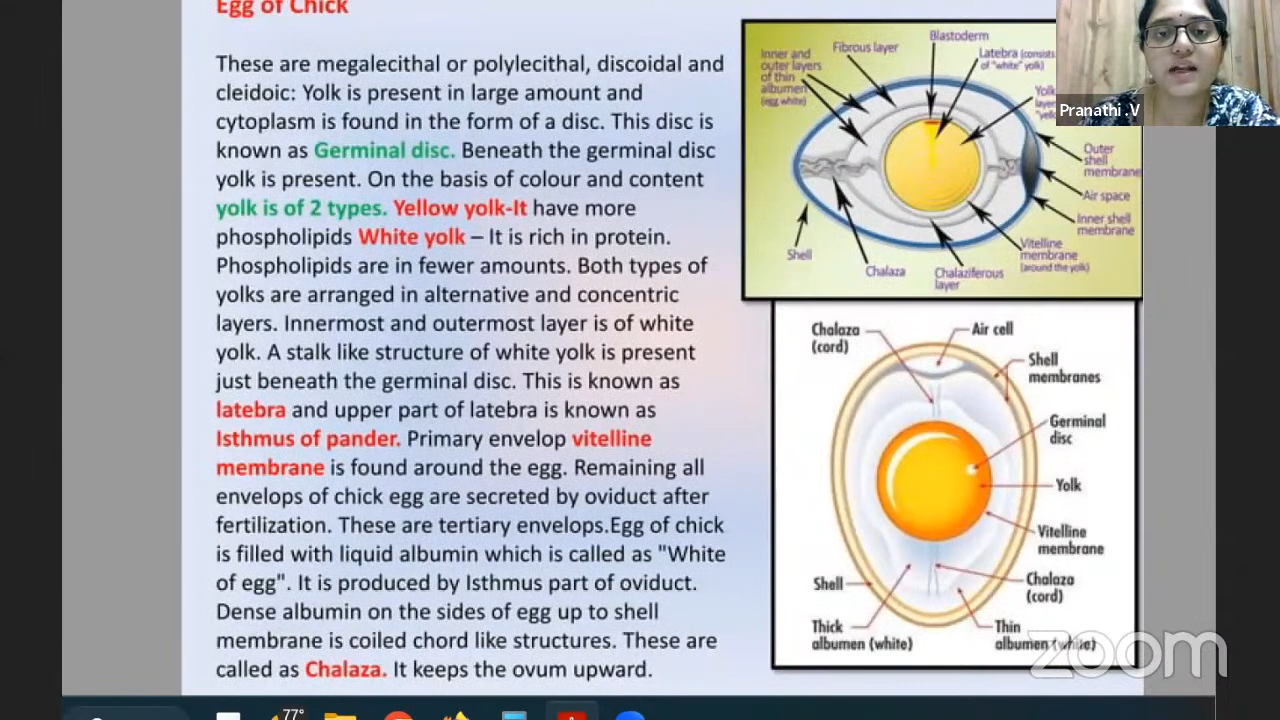 Egg of Chick
These are megalecithal or polylecithal, discoidal and
cleidoic: Yolk is present in large amount and
cytoplasm is found in the form of a disc. This disc is
known as Germinal disc. Beneath the germinal disc
yolk is present. On the basis of colour and content
yolk is of 2 types. Yellow yolk-It have more
phospholipids White yolk – It is rich in protein.
Phospholipids are in fewer amounts. Both types of
yolks are arranged in alternative and concentric
layers. Innermost and outermost layer is of white
yolk. A stalk like structure of white yolk is present
just beneath the germinal disc. This is known as
latebra and upper part of latebra is known as
Isthmus of pander. Primary envelop vitelline
membrane is found around the egg. Remaining all
envelops of chick egg are secreted by oviduct after
fertilization. These are tertiary envelops.Egg of chick
is filled with liquid albumin which is called as "White
of egg". It is produced by Isthmus part of oviduct.
Dense albumin on the sides of egg up to shell
membrane is coiled chord like structures. These are
called as Chalaza. It keeps the ovum upward.
Inner and
outer layers
of thin
albumen
(egg white)
Fibrous layer
Blastoderm
Latebra (consists
of "white" yolk)
Yolk
Outer
shell
membrane
Air space
Inner shell
membrane
Vitelline
membrane
(around the yolk)
Chalaziferous
layer
Chalaza
Shell
Pranathi .V
Chalaza
(cord)
Air cell
Shell
membranes
Germinal
disc
Yolk
Vitelline
membrane
Chalaza
(cord)
Shell
Thick
albumen (white)
Thin
albumen (white)
zoom
77°